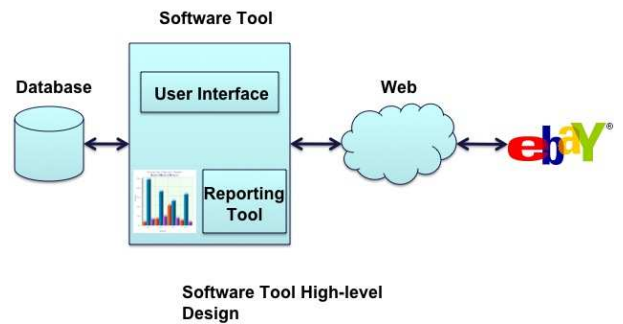 Software Tool
Database
User Interface
Web
ebay®
Reporting
Tool
Software Tool High-level
Design